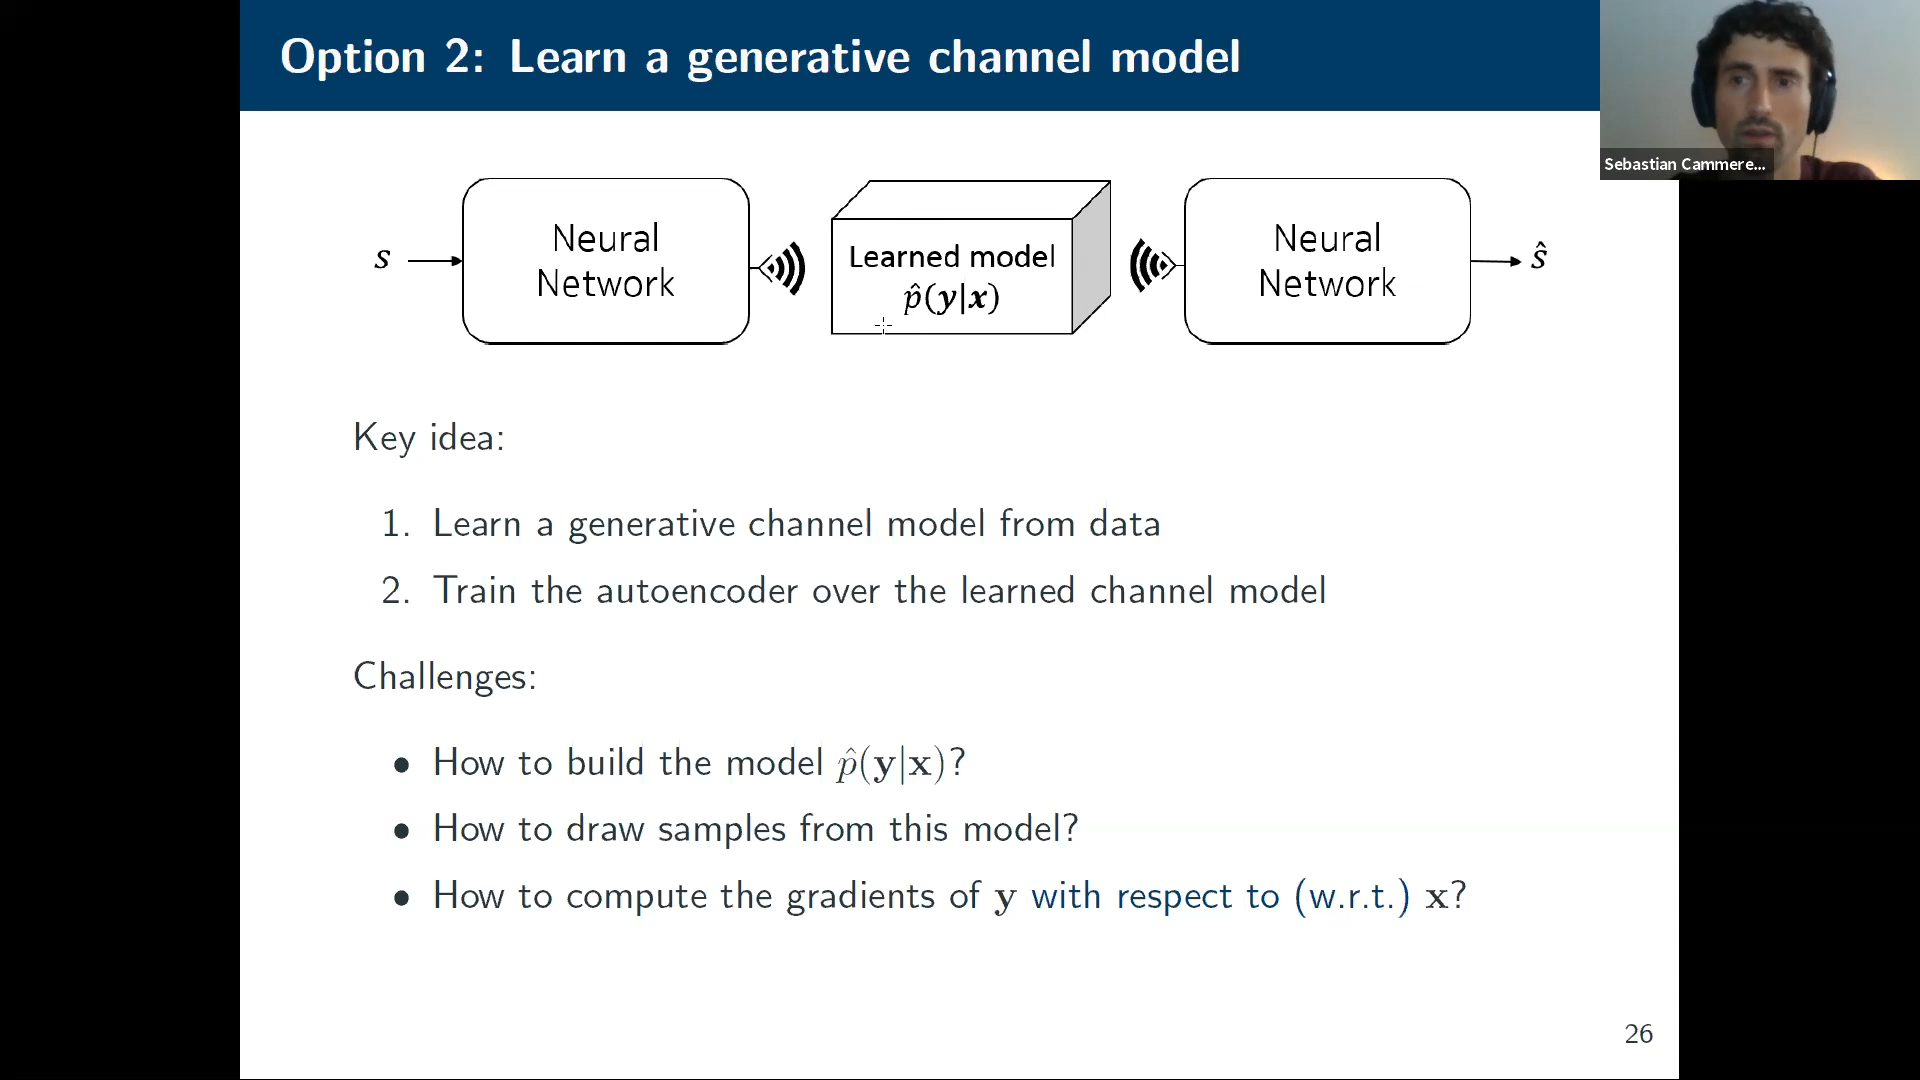 Option 2: Learn a generative channel model
Sebastian Cammere...
s
Neural
Network
Learned model
p̂(y|x)
Neural
Network
ŝ
Key idea:
1. Learn a generative channel model from data
2. Train the autoencoder over the learned channel model
Challenges:
• How to build the model p̂(y|x)?
• How to draw samples from this model?
• How to compute the gradients of y with respect to (w.r.t.) x?
26